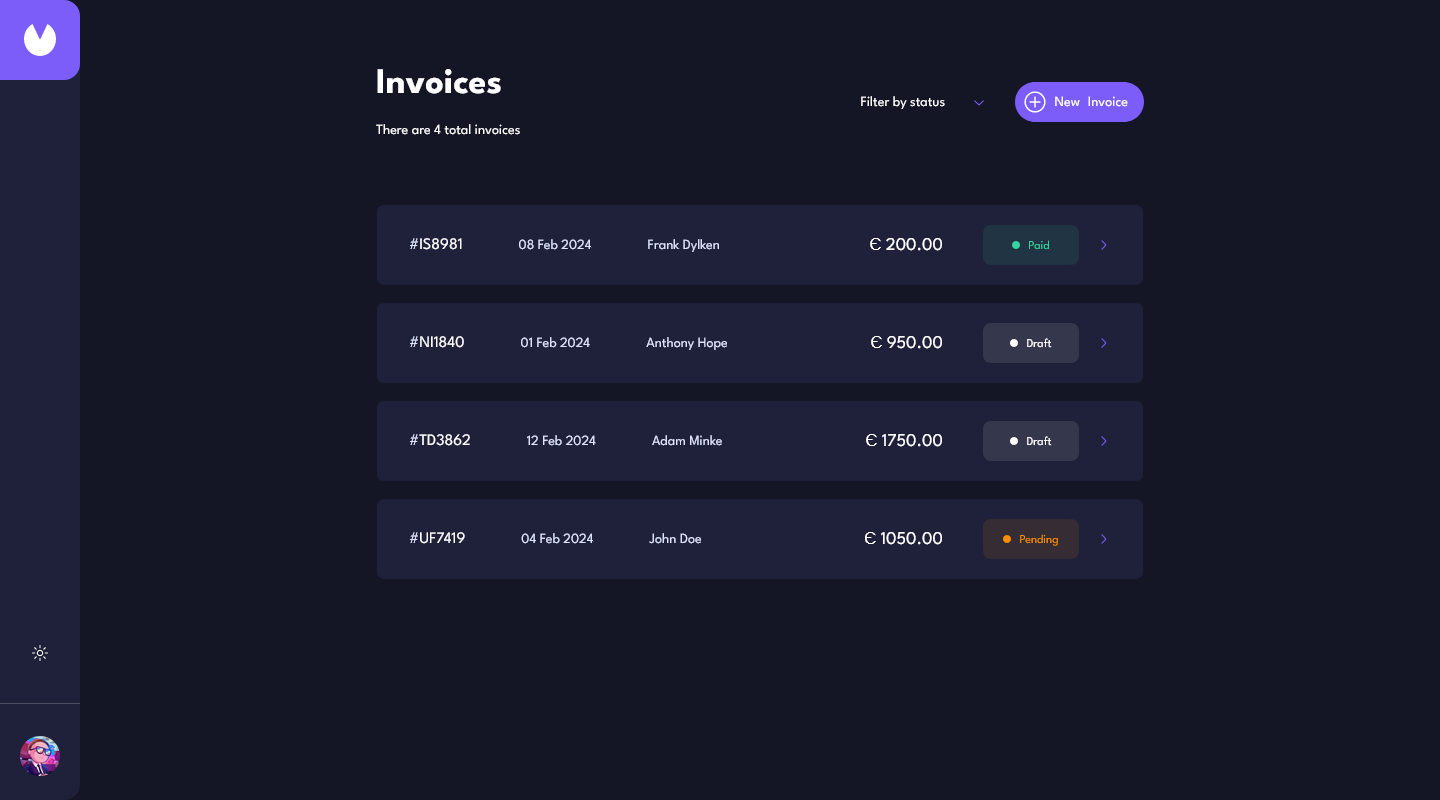 Invoices
There are 4 total invoices
Filter by status
New Invoice
#IS8981 08 Feb 2024 Frank Dylken € 200.00 Paid
#NI1840 01 Feb 2024 Anthony Hope € 950.00 Draft
#TD3862 12 Feb 2024 Adam Minke € 1750.00 Draft
#UF7419 04 Feb 2024 John Doe € 1050.00 Pending